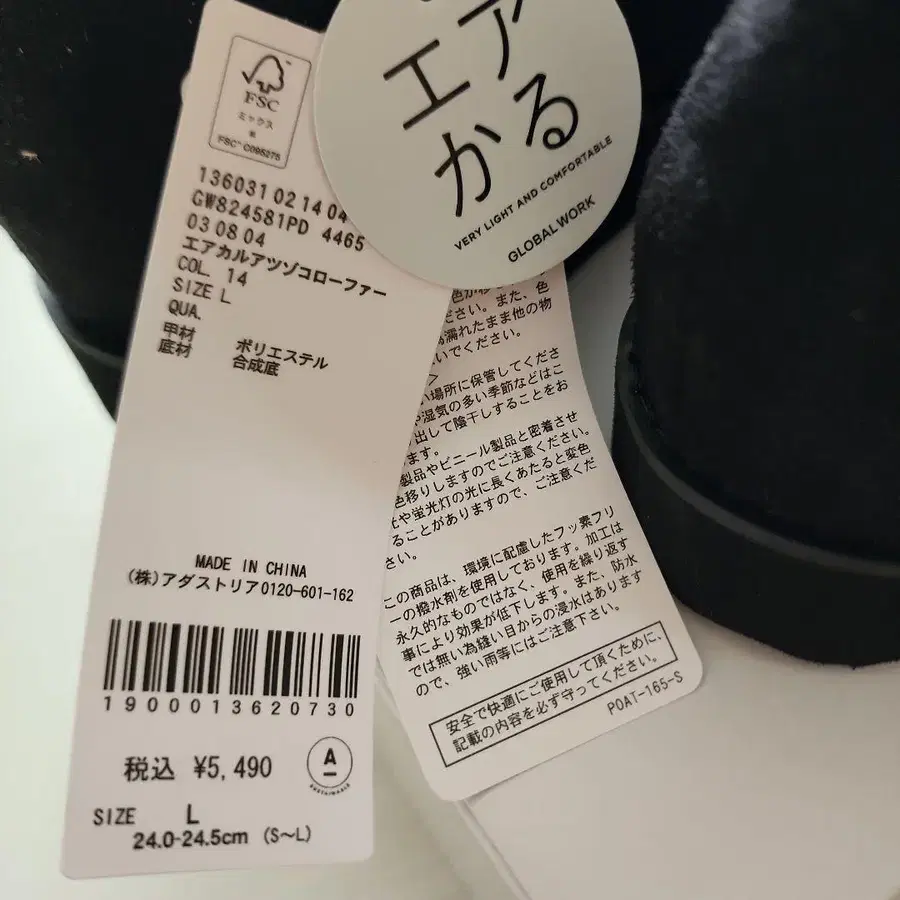 FSC
ミックス
紙
FSC™ C095275
136031 02 14 04
GW824581PD 4465
03 08 04
エアカルアツゾコローファー
COL. 14
SIZE L
QUA.
甲材 ポリエステル
底材 合成底
MADE IN CHINA
(株)アダストリア0120-601-162
1900013620730
税込 ¥5,490
A
SUSTAINABLE
SIZE L
24.0-24.5cm (S~L)
エア
かる
VERY LIGHT AND COMFORTABLE
GLOBAL WORK
ださい。また、色
濡れたまま他の物
いでください。
>
い場所に保管してくださ
や湿気の多い季節などはこ
出して陰干しすることをお
ます。
製品やビニール製品と密着させ
色移りしますのでご注意ください。
光や蛍光灯の光に長くあたると変色
ることがありますので、ご注意くだ
さい。
この商品は、環境に配慮したフッ素フリ
ーの撥水剤を使用しております。加工は
永久的なものではなく、使用を繰り返す
事により効果が低下します。また、防水
では無い為縫い目からの浸水はあります
ので、強い雨等にはご注意下さい。
安全で快適にご使用して頂くために、
記載の内容を必ず守ってください。
POAT-165-S